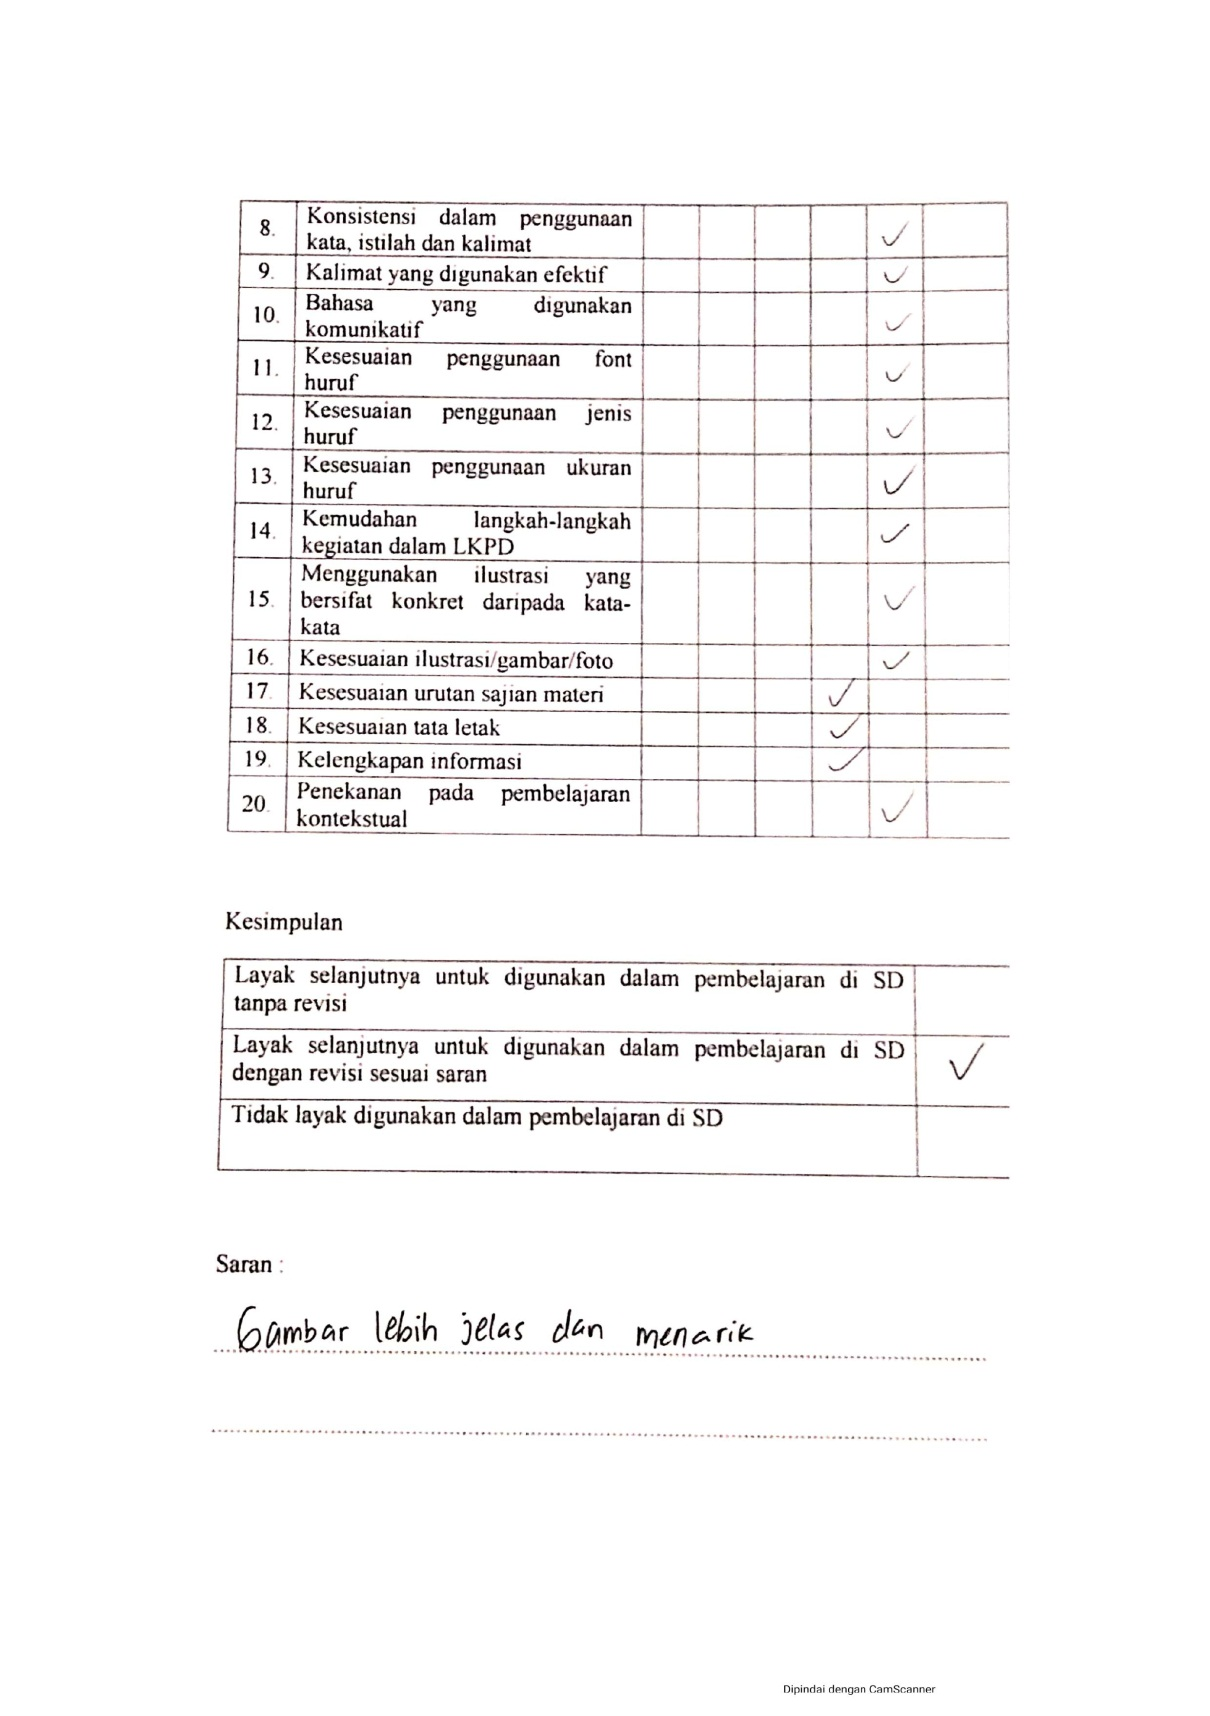 8. Konsistensi dalam penggunaan
kata, istilah dan kalimat ✓
9. Kalimat yang digunakan efektif ✓
10. Bahasa yang digunakan
komunikatif ✓
11. Kesesuaian penggunaan font
huruf ✓
12. Kesesuaian penggunaan jenis
huruf ✓
13. Kesesuaian penggunaan ukuran
huruf ✓
14. Kemudahan langkah-langkah
kegiatan dalam LKPD ✓
Menggunakan ilustrasi yang
15. bersifat konkret daripada kata- ✓
kata
16. Kesesuaian ilustrasi/gambar/foto ✓
17. Kesesuaian urutan sajian materi ✓
18. Kesesuaian tata letak ✓
19. Kelengkapan informasi ✓
20. Penekanan pada pembelajaran
kontekstual ✓
Kesimpulan
Layak selanjutnya untuk digunakan dalam pembelajaran di SD
tanpa revisi
Layak selanjutnya untuk digunakan dalam pembelajaran di SD
dengan revisi sesuai saran ✓
Tidak layak digunakan dalam pembelajaran di SD
Saran :
Gambar lebih jelas dan menarik
Dipindai dengan CamScanner